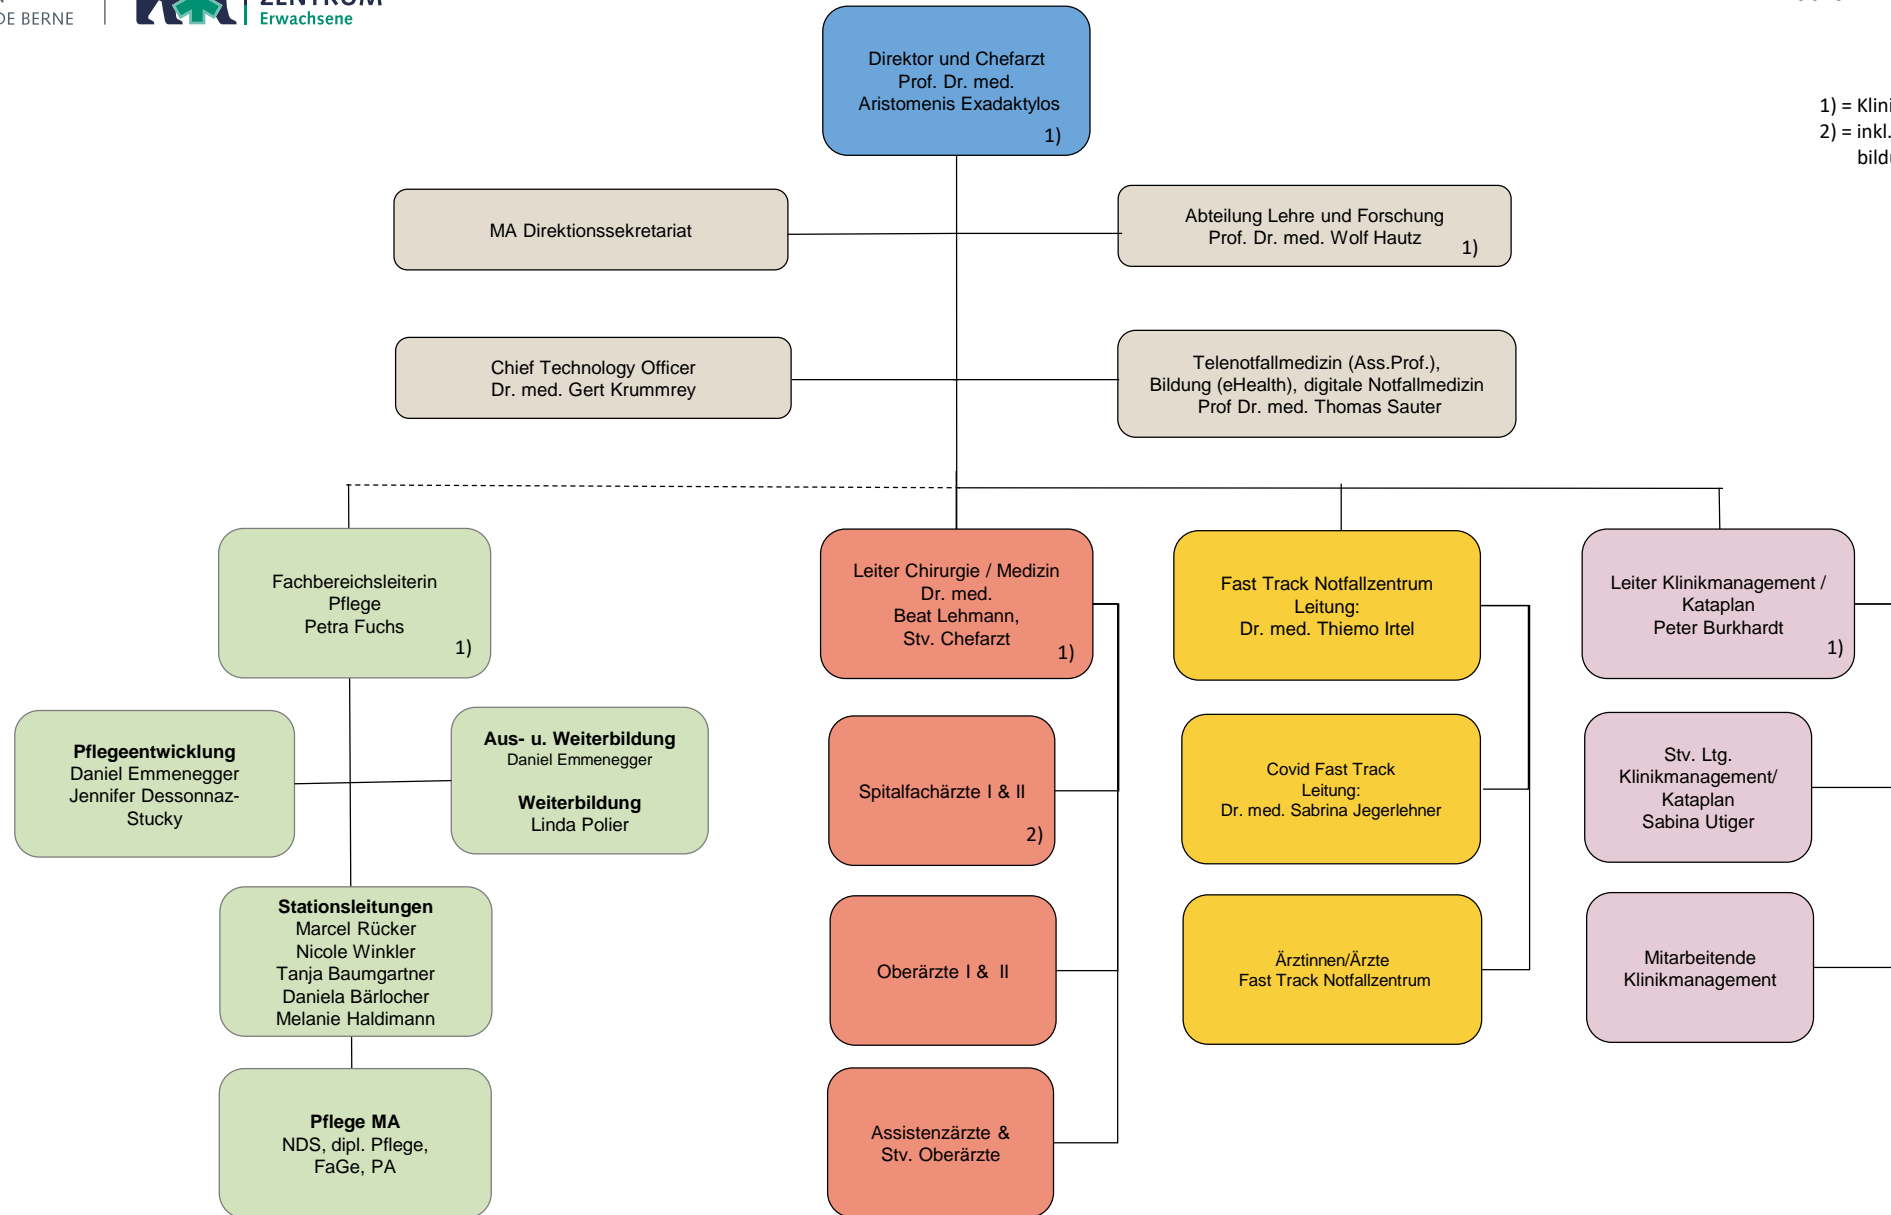 DE BERNE
ZENTRUM
Erwachsene
Direktor und Chefarzt
Prof. Dr. med.
Aristomenis Exadaktylos
1)
1) = Klini
2) = inkl.
bild
MA Direktionssekretariat
Abteilung Lehre und Forschung
Prof. Dr. med. Wolf Hautz
1)
Chief Technology Officer
Dr. med. Gert Krummrey
Telenotfallmedizin (Ass.Prof.),
Bildung (eHealth), digitale Notfallmedizin
Prof Dr. med. Thomas Sauter
Fachbereichsleiterin
Pflege
Petra Fuchs
1)
Leiter Chirurgie / Medizin
Dr. med.
Beat Lehmann,
Stv. Chefarzt
1)
Fast Track Notfallzentrum
Leitung:
Dr. med. Thiemo Irtel
Leiter Klinikmanagement /
Kataplan
Peter Burkhardt
1)
Pflegeentwicklung
Daniel Emmenegger
Jennifer Dessonnaz-
Stucky
Aus- u. Weiterbildung
Daniel Emmenegger
Weiterbildung
Linda Polier
Spitalfachärzte I & II
2)
Covid Fast Track
Leitung:
Dr. med. Sabrina Jegerlehner
Stv. Ltg.
Klinikmanagement/
Kataplan
Sabina Utiger
Stationsleitungen
Marcel Rücker
Nicole Winkler
Tanja Baumgartner
Daniela Bärlocher
Melanie Haldimann
Oberärzte I &  II
Ärztinnen/Ärzte
Fast Track Notfallzentrum
Mitarbeitende
Klinikmanagement
Pflege MA
NDS, dipl. Pflege,
FaGe, PA
Assistenzärzte &
Stv. Oberärzte